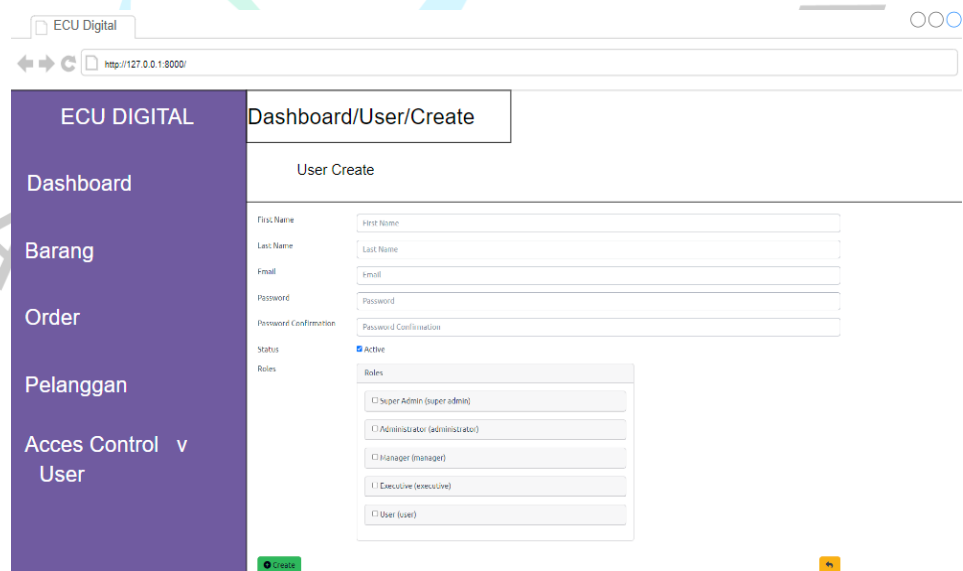 ECU Digital
http://127.0.0.1:8000/
ECU DIGITAL
Dashboard
Barang
Order
Pelanggan
Acces Control v
User
Dashboard/User/Create
User Create
First Name
First Name
Last Name
Last Name
Email
Email
Password
Password
Password Confirmation
Password Confirmation
Status
Active
Roles
Roles
Super Admin (super admin)
Administrator (administrator)
Manager (manager)
Executive (executive)
User (user)
Create